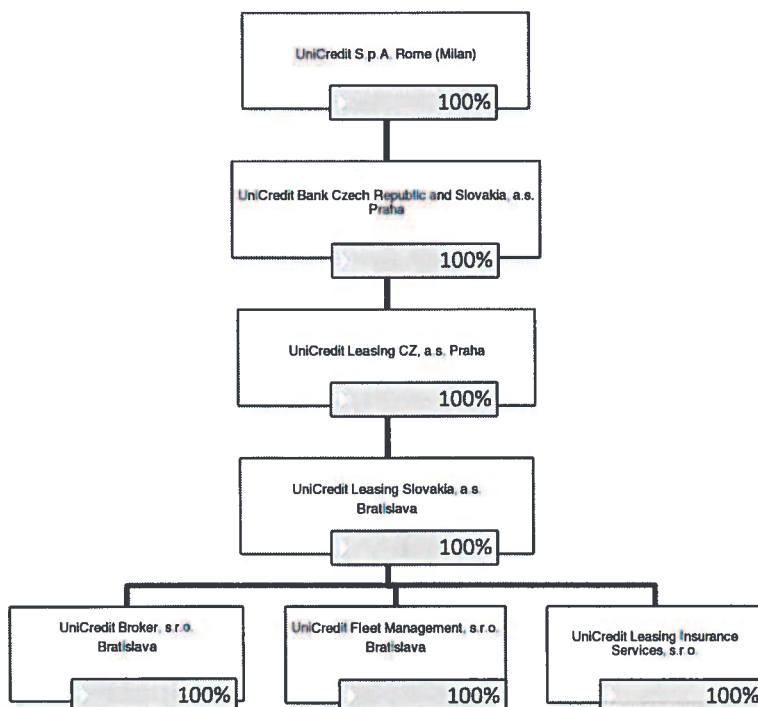 UniCredit S.p.A. Rome (Milan)
100%
UniCredit Bank Czech Republic and Slovakia, a.s.
Praha
100%
UniCredit Leasing CZ, a.s. Praha
100%
UniCredit Leasing Slovakia, a.s.
Bratislava
100%
UniCredit Broker, s.r.o.
Bratislava
100%
UniCredit Fleet Management, s.r.o.
Bratislava
100%
UniCredit Leasing Insurance
Services, s.r.o.
100%